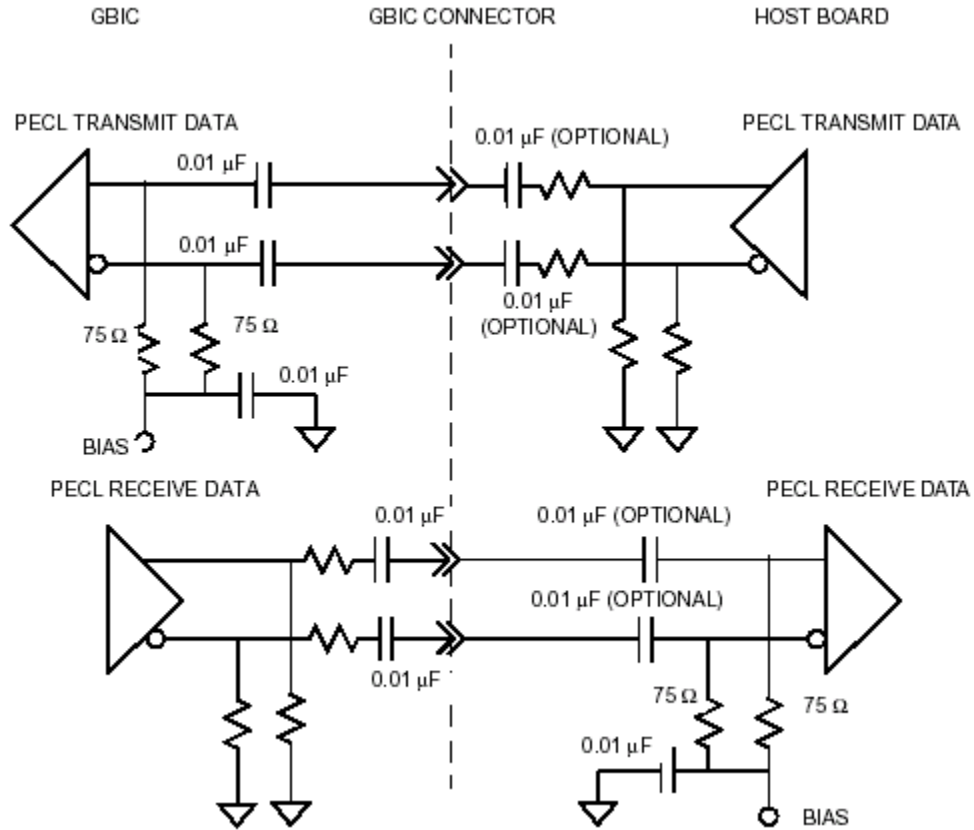 GBIC
GBIC CONNECTOR
HOST BOARD
PECL TRANSMIT DATA
0.01 µF (OPTIONAL)
PECL TRANSMIT DATA
0.01 µF
0.01 µF
0.01 µF
(OPTIONAL)
75 Ω
75 Ω
0.01 µF
BIAS
PECL RECEIVE DATA
PECL RECEIVE DATA
0.01 µF
0.01 µF (OPTIONAL)
0.01 µF (OPTIONAL)
0.01 µF
75 Ω
75 Ω
0.01 µF
BIAS